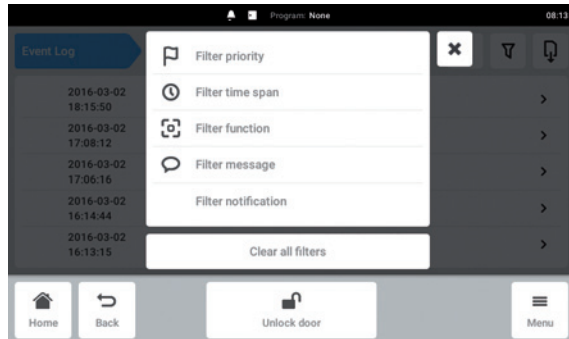 Program: None
08:13
Event Log
Filter priority
Filter time span
Filter function
Filter message
Filter notification
Clear all filters
2016-03-02
18:15:50
2016-03-02
17:08:12
2016-03-02
17:06:16
2016-03-02
16:14:44
2016-03-02
16:13:15
Home
Back
Unlock door
Menu